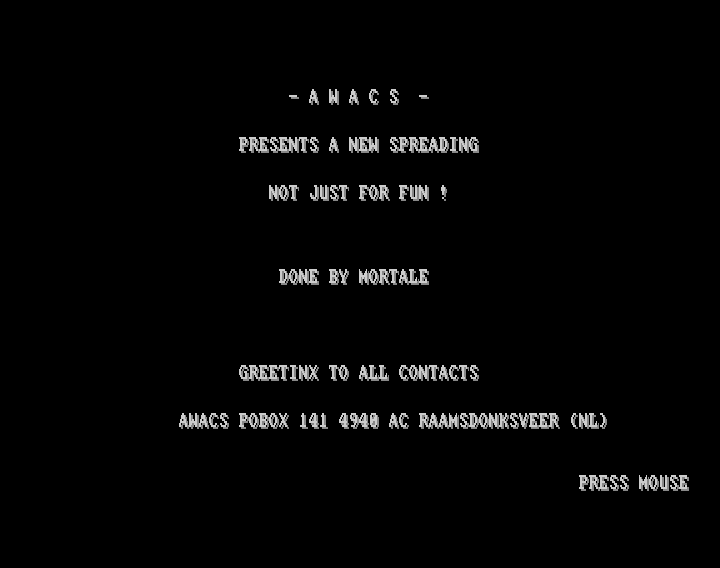 - A W A C S -
PRESENTS A NEW SPREADING
NOT JUST FOR FUN !
DONE BY MORTALE
GREETINX TO ALL CONTACTS
AWACS POBOX 141 4940 AC RAAMSDONKSVEER (NL)
PRESS MOUSE